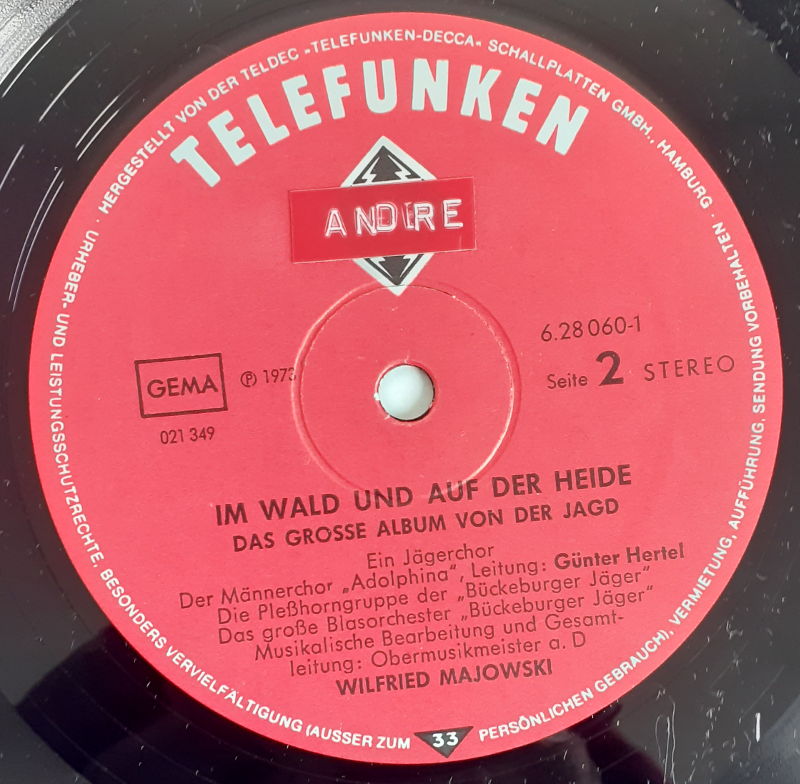 HERGESTELLT VON DER TELDEC »TELEFUNKEN-DECCA« SCHALLPLATTEN GMBH., HAMBURG · URHEBER- UND LEISTUNGSSCHUTZRECHTE, BESONDERS VERVIELFÄLTIGUNG (AUSSER ZUM PERSÖNLICHEN GEBRAUCH), VERMIETUNG, AUFFÜHRUNG, SENDUNG VORBEHALTEN ·
TELEFUNKEN
ANDRE
6.28 060-1
GEMA ℗ 1973 Seite 2 STEREO
021 349
IM WALD UND AUF DER HEIDE
DAS GROSSE ALBUM VON DER JAGD
Ein Jägerchor
Der Männerchor „Adolphina“, Leitung: Günter Hertel
Die Pleßhorngruppe der „Bückeburger Jäger“
Das große Blasorchester „Bückeburger Jäger“
Musikalische Bearbeitung und Gesamt-
leitung: Obermusikmeister a. D
WILFRIED MAJOWSKI
33